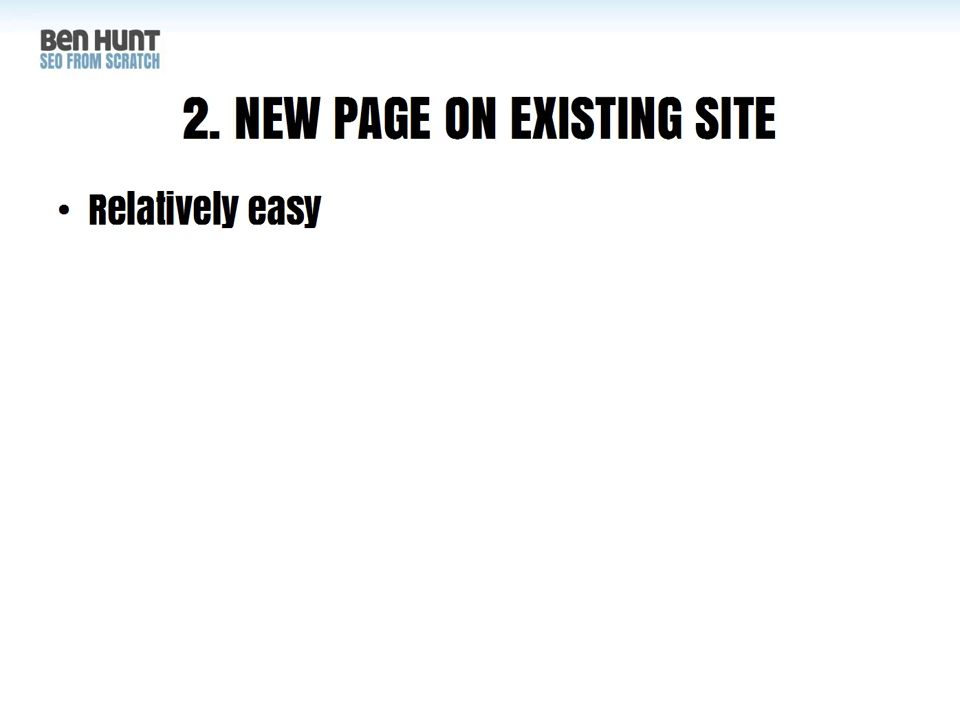 Ben Hunt
SEO FROM SCRATCH
2. NEW PAGE ON EXISTING SITE
• Relatively easy